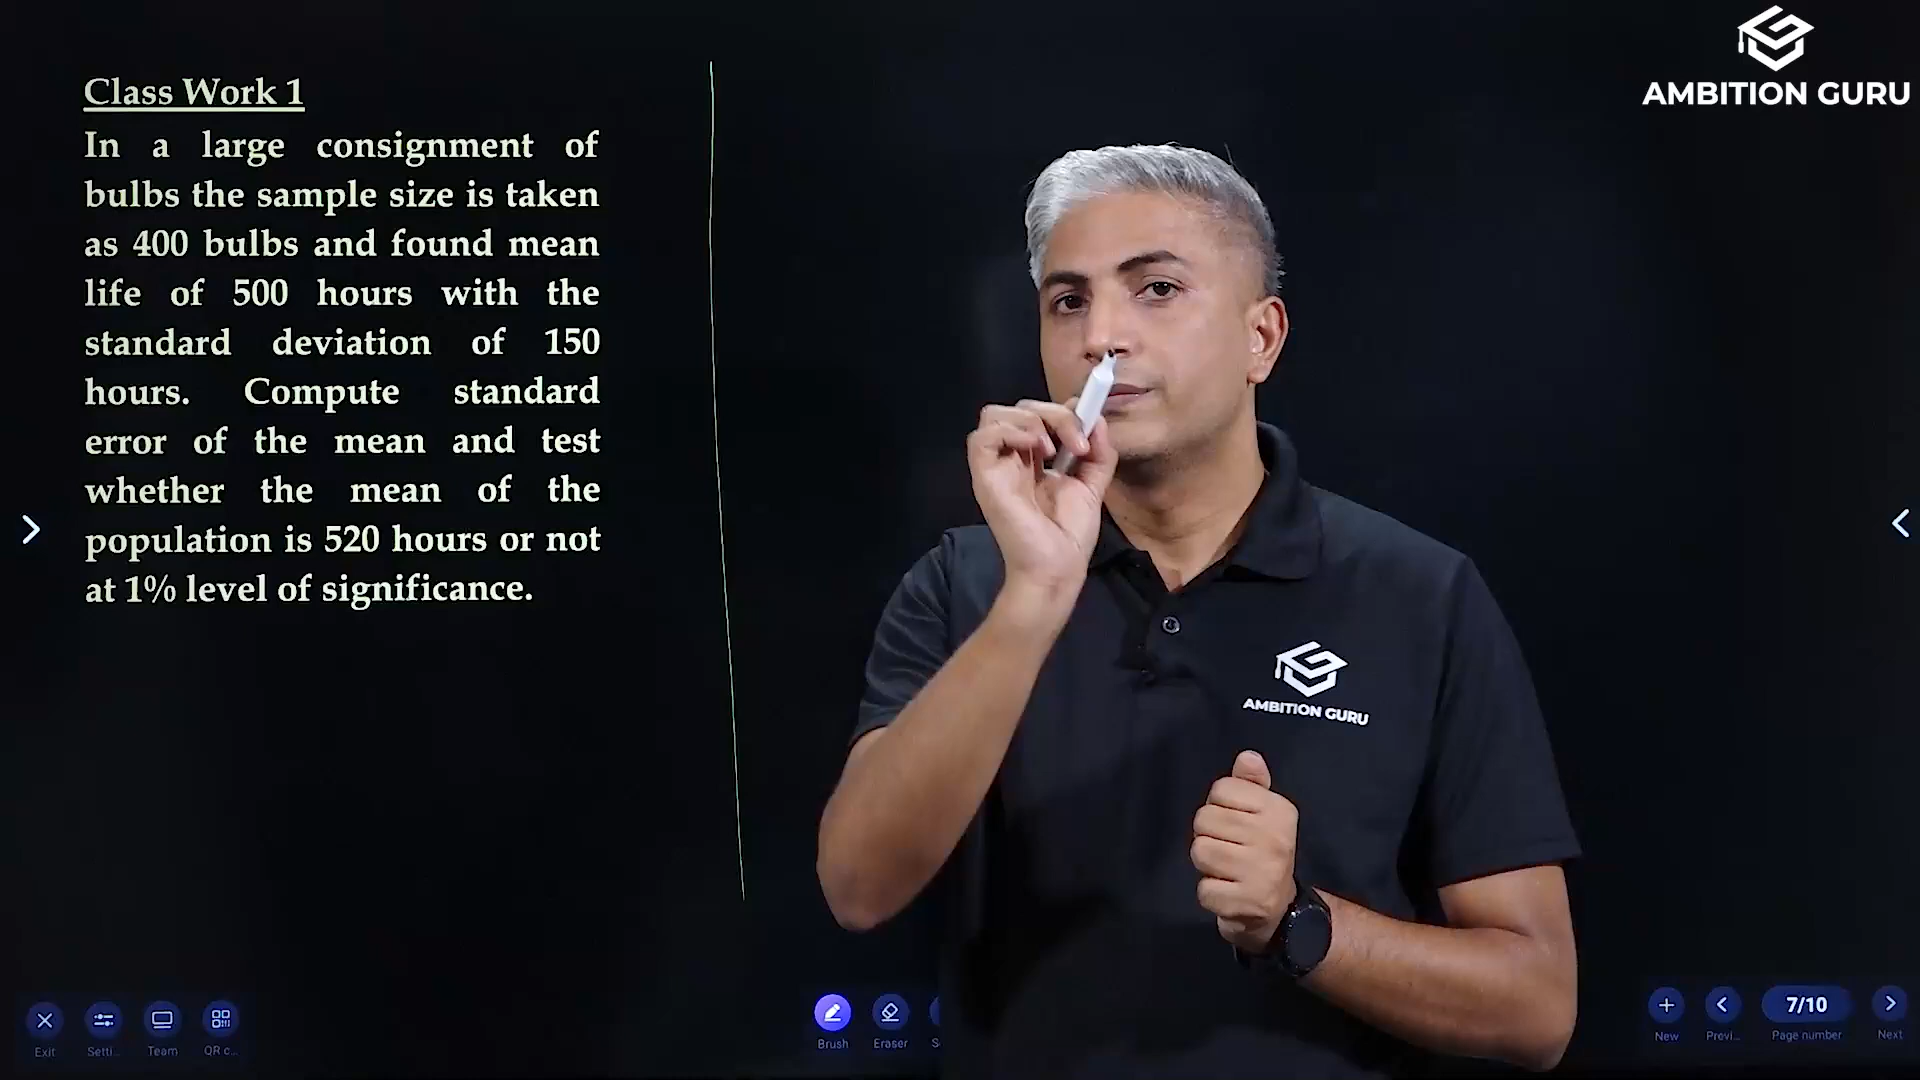 AMBITION GURU
Class Work 1
In a large consignment of
bulbs the sample size is taken
as 400 bulbs and found mean
life of 500 hours with the
standard deviation of 150
hours. Compute standard
error of the mean and test
whether the mean of the
population is 520 hours or not
at 1% level of significance.
AMBITION GURU
Exit
Setti...
Team
QR c...
Brush
Eraser
New
Previ...
7/10
Page number
Next